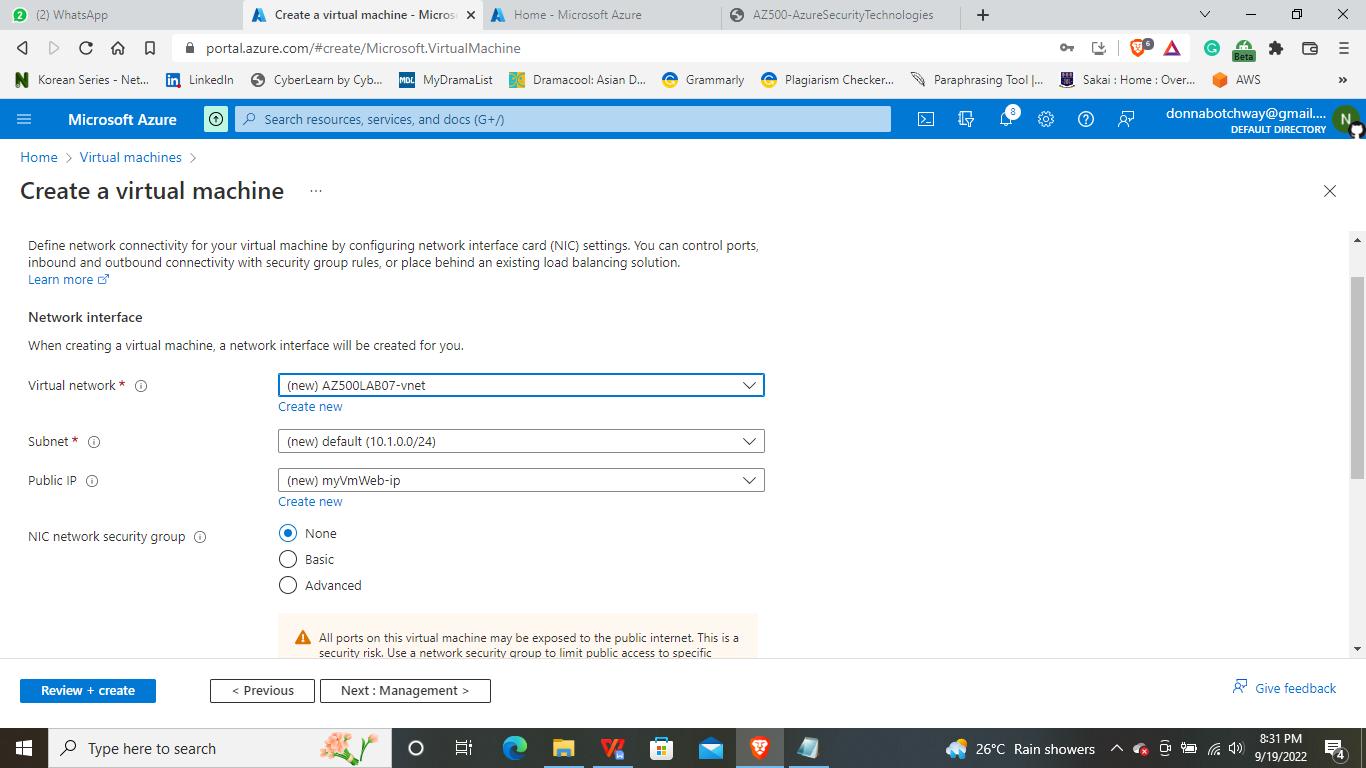 2
(2) WhatsApp
Create a virtual machine - Micros
Home - Microsoft Azure
AZ500-AzureSecurityTechnologies
portal.azure.com/#create/Microsoft.VirtualMachine
6
Beta
Korean Series - Net...
LinkedIn
CyberLearn by Cyb...
MDL
MyDramaList
Dramacool: Asian D...
Grammarly
Plagiarism Checker...
Paraphrasing Tool |...
Sakai : Home : Over...
AWS
Microsoft Azure
Search resources, services, and docs (G+/)
8
donnabotchway@gmail....
DEFAULT DIRECTORY
N
Home > Virtual machines >
Create a virtual machine
...
Define network connectivity for your virtual machine by configuring network interface card (NIC) settings. You can control ports,
inbound and outbound connectivity with security group rules, or place behind an existing load balancing solution.
Learn more
Network interface
When creating a virtual machine, a network interface will be created for you.
Virtual network *
(new) AZ500LAB07-vnet
Create new
Subnet *
(new) default (10.1.0.0/24)
Public IP
(new) myVmWeb-ip
Create new
NIC network security group
None
Basic
Advanced
All ports on this virtual machine may be exposed to the public internet. This is a
security risk. Use a network security group to limit public access to specific
Review + create
< Previous
Next : Management >
Give feedback
Type here to search
26°C Rain showers
8:31 PM
9/19/2022
4